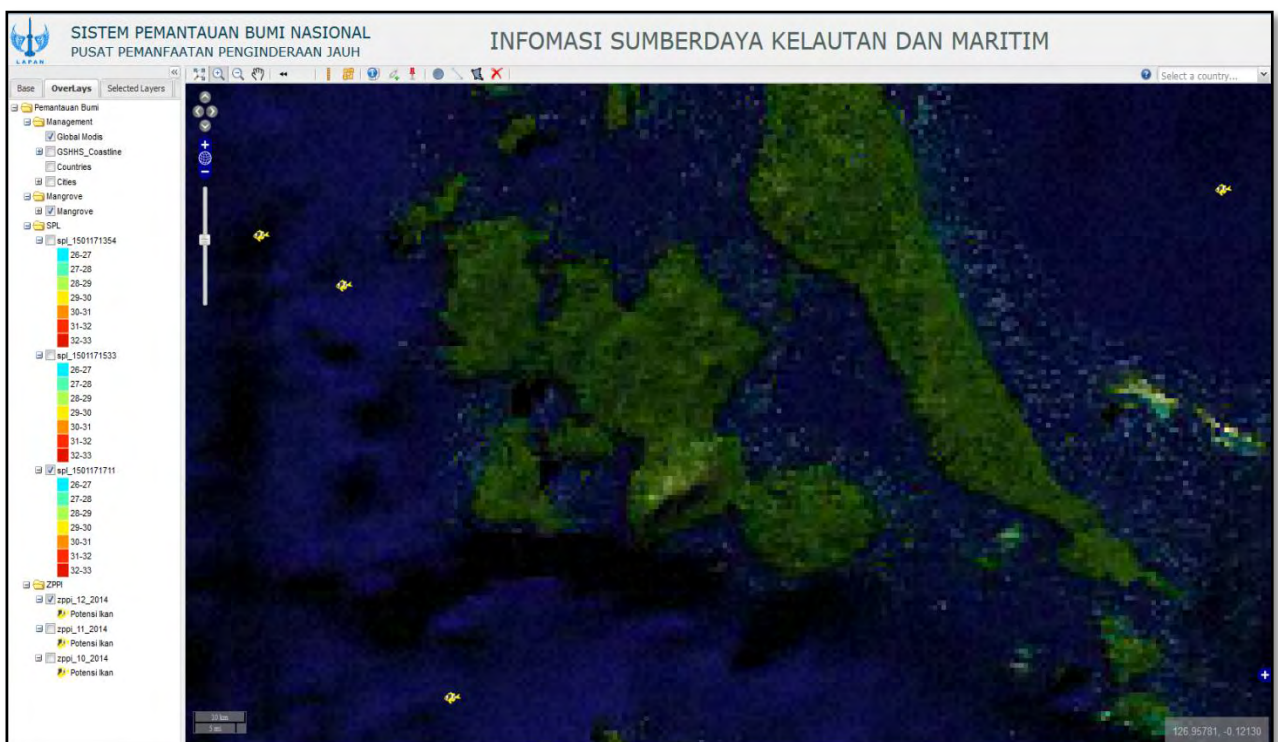 LAPAN
SISTEM PEMANTAUAN BUMI NASIONAL
PUSAT PEMANFAATAN PENGINDERAAN JAUH
INFOMASI SUMBERDAYA KELAUTAN DAN MARITIM
Select a country...
Base OverLays Selected Layers
Pemantauan Bumi
Management
Global Modis
GSHHS_Coastline
Countries
Cities
Mangrove
Mangrove
SPL
spl_1501171354
26-27
27-28
28-29
29-30
30-31
31-32
32-33
spl_1501171533
26-27
27-28
28-29
29-30
30-31
31-32
32-33
spl_1501171711
26-27
27-28
28-29
29-30
30-31
31-32
32-33
ZPPI
zppi_12_2014
Potensi Ikan
zppi_11_2014
Potensi Ikan
zppi_10_2014
Potensi Ikan
10 km
5 mi
126.95781, -0.12130